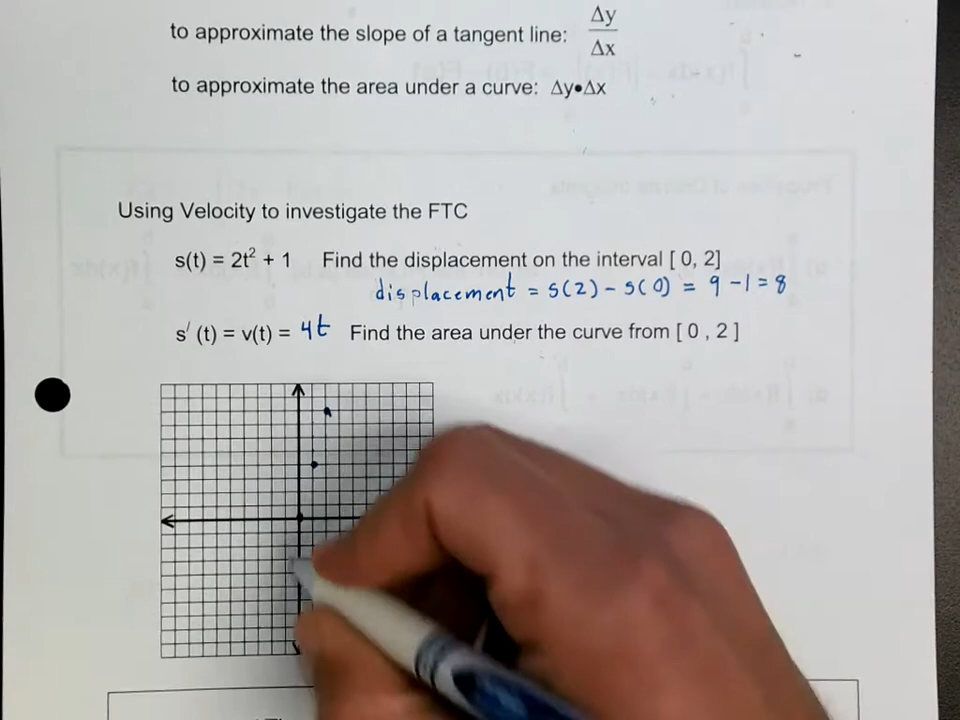 to approximate the slope of a tangent line: Δy/Δx
to approximate the area under a curve: Δy•Δx
Using Velocity to investigate the FTC
s(t) = 2t² + 1 Find the displacement on the interval [ 0, 2]
displacement = s(2) - s(0) = 9 - 1 = 8
s′ (t) = v(t) = 4t Find the area under the curve from [ 0 , 2 ]